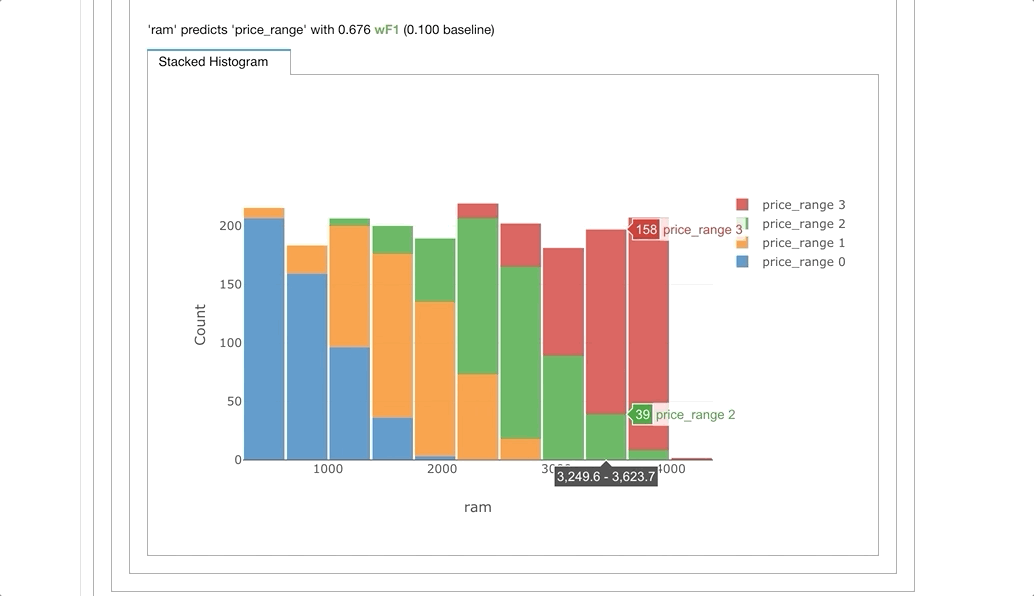 'ram' predicts 'price_range' with 0.676 wF1 (0.100 baseline)
Stacked Histogram
price_range 3
price_range 2
price_range 1
price_range 0
200
150
100
50
0
Count
158 price_range 3
39 price_range 2
1000
2000
4000
3,249.6 - 3,623.7
ram